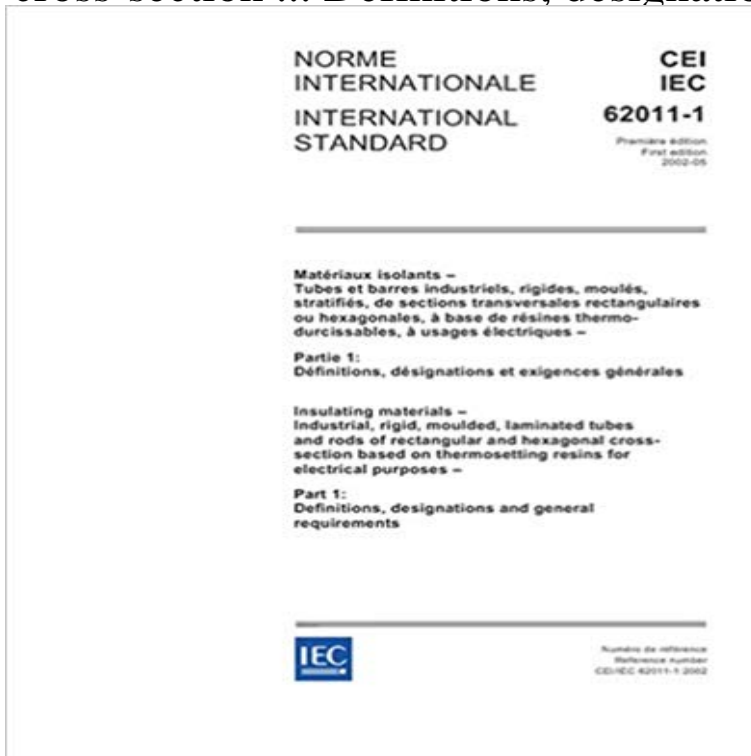 cross-section ... Definitions, designatio
NORME
INTERNATIONALE
CEI
IEC
INTERNATIONAL
STANDARD
62011-1
Première édition
First edition
2002-05
Matériaux isolants –
Tubes et barres industriels, rigides, moulés,
stratifiés, de sections transversales rectangulaires
ou hexagonales, à base de résines thermo-
durcissables, à usages électriques –
Partie 1:
Définitions, désignations et exigences générales
Insulating materials –
Industrial, rigid, moulded, laminated tubes
and rods of rectangular and hexagonal cross-
section based on thermosetting resins for
electrical purposes –
Part 1:
Definitions, designations and general
requirements
IEC
Numéro de référence
Reference number
CEI/IEC 62011-1:2002